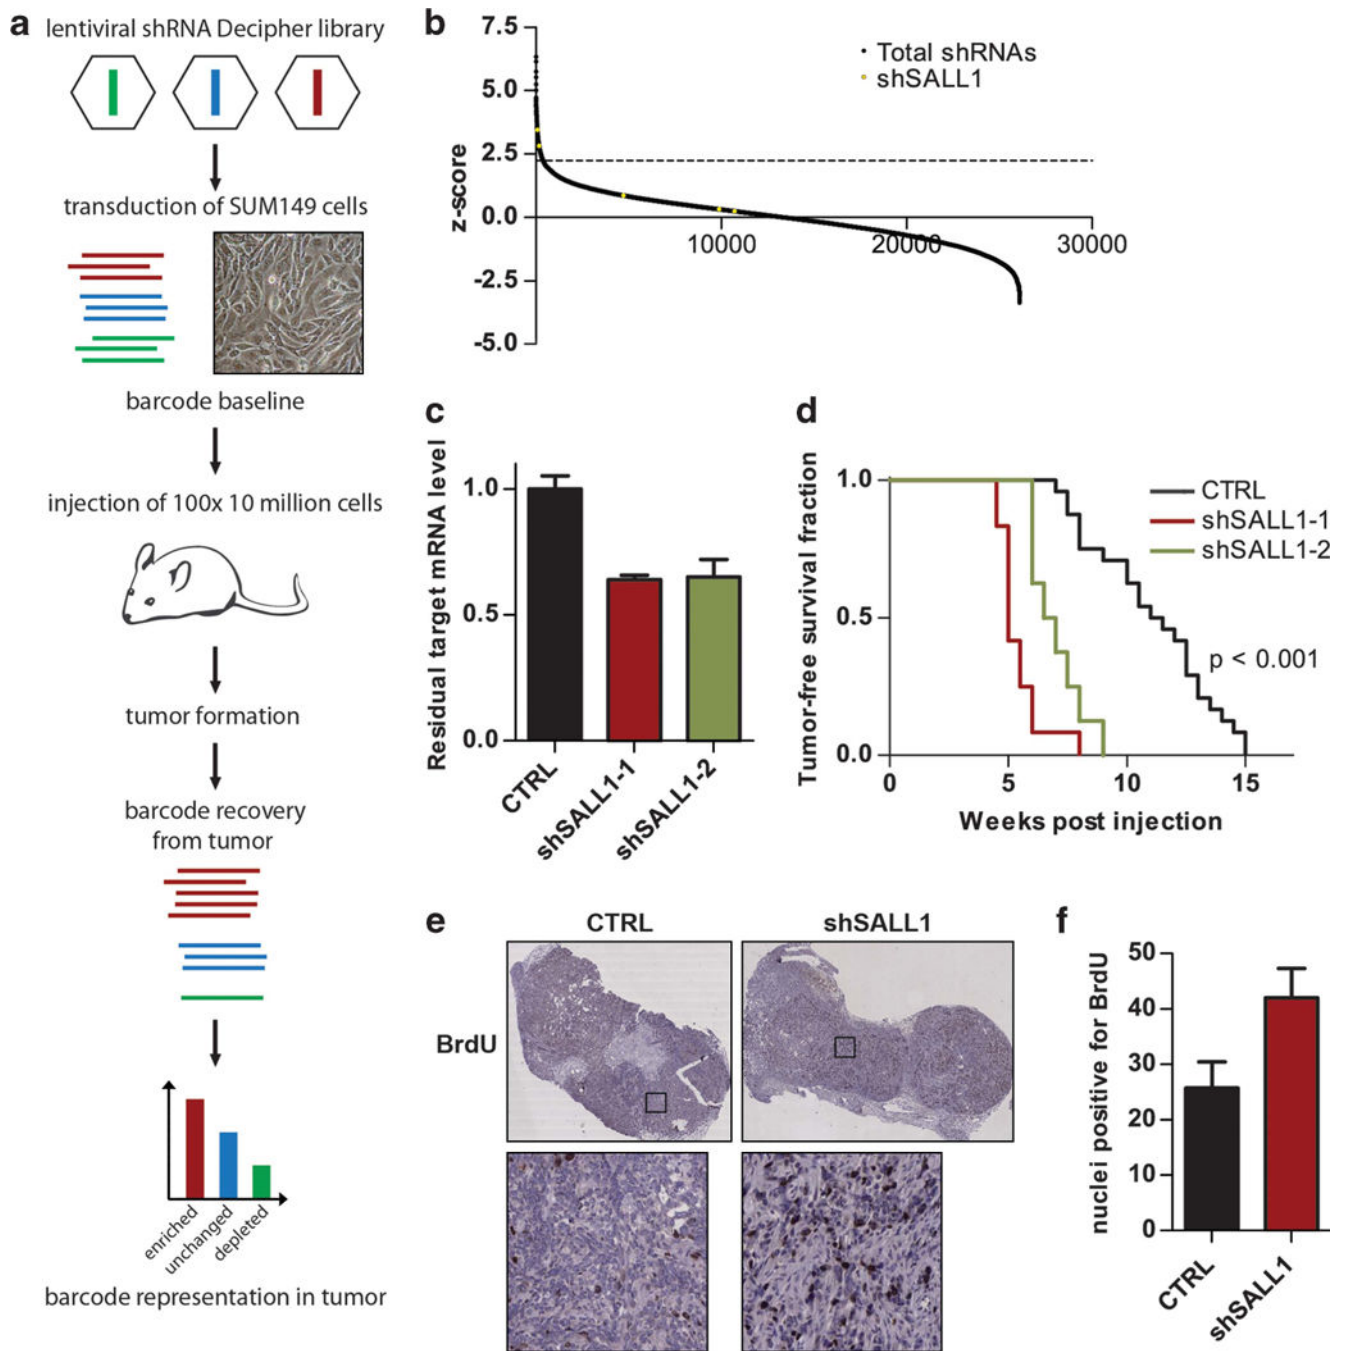 a
lentiviral shRNA Decipher library
transduction of SUM149 cells
barcode baseline
injection of 100x 10 million cells
tumor formation
barcode recovery
from tumor
enriched
unchanged
depleted
barcode representation in tumor
b
7.5
5.0
2.5
0.0
-2.5
-5.0
z-score
10000
20000
30000
Total shRNAs
shSALL1
c
Residual target mRNA level
1.0
0.5
0.0
CTRL
shSALL1-1
shSALL1-2
d
Tumor-free survival fraction
1.0
0.5
0.0
0
5
10
15
Weeks post injection
CTRL
shSALL1-1
shSALL1-2
p < 0.001
e
CTRL
shSALL1
BrdU
f
nuclei positive for BrdU
50
40
30
20
10
0
CTRL
shSALL1